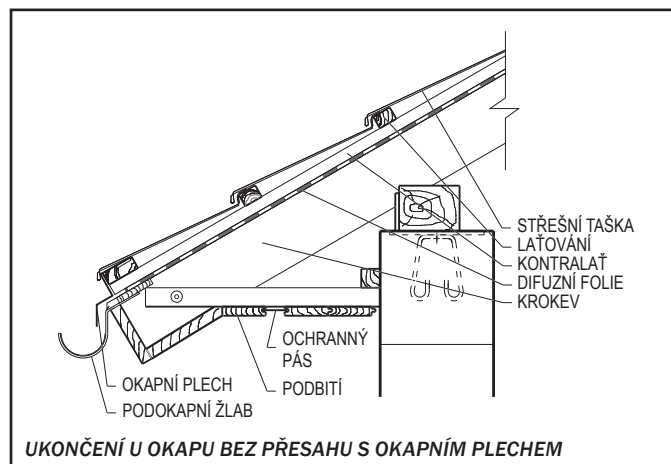 STŘEŠNÍ TAŠKA
LAŤOVÁNÍ
KONTRALAŤ
DIFUZNÍ FOLIE
KROKEV
OCHRANNÝ
PÁS
OKAPNÍ PLECH
PODBITÍ
PODOKAPNÍ ŽLAB
UKONČENÍ U OKAPU BEZ PŘESAHU S OKAPNÍM PLECHEM